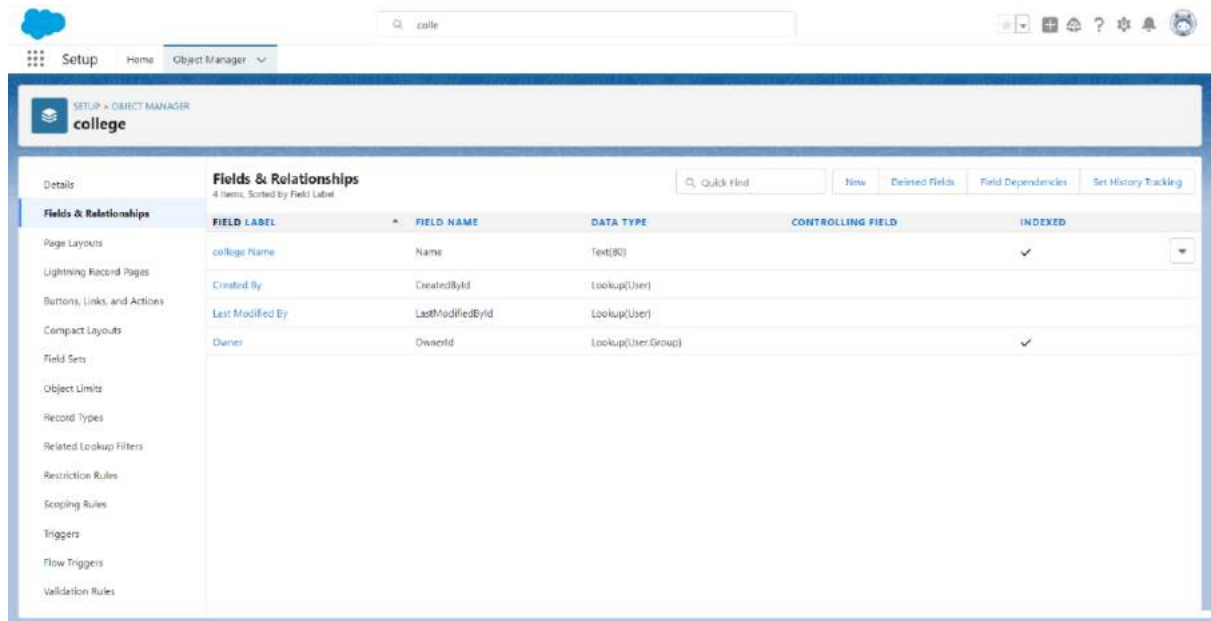 colle
Setup Home Object Manager
SETUP > OBJECT MANAGER
college
Details
Fields & Relationships
Page Layouts
Lightning Record Pages
Buttons, Links, and Actions
Compact Layouts
Field Sets
Object Limits
Record Types
Related Lookup Filters
Restriction Rules
Scoping Rules
Triggers
Flow Triggers
Validation Rules
Fields & Relationships
4 Items, Sorted by Field Label
Quick Find New Deleted Fields Field Dependencies Set History Tracking
FIELD LABEL FIELD NAME DATA TYPE CONTROLLING FIELD INDEXED
college Name Name Text(80)
Created By CreatedById Lookup(User)
Last Modified By LastModifiedById Lookup(User)
Owner OwnerId Lookup(User,Group)